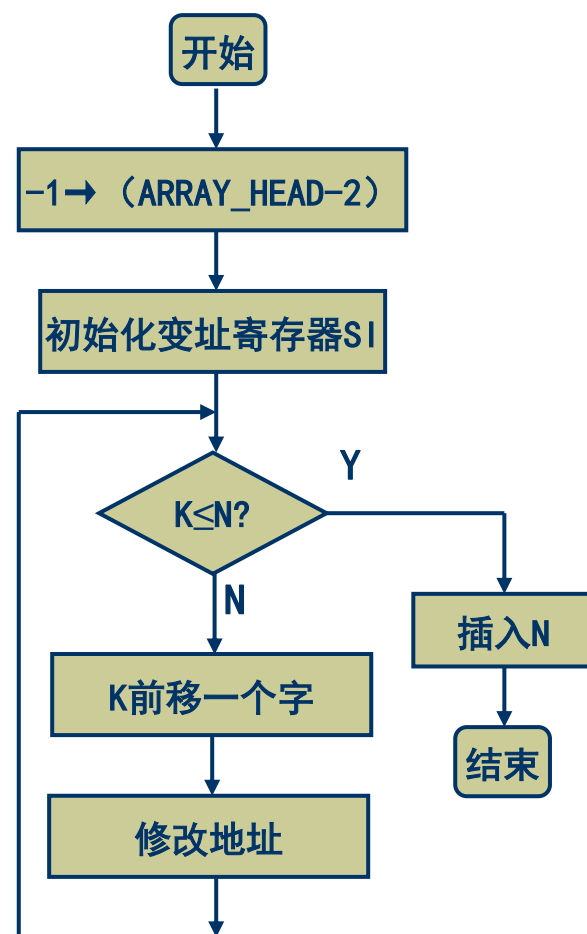 开始
-1→（ARRAY_HEAD-2）
初始化变址寄存器SI
Y
K≤N?
N
插入N
K前移一个字
结束
修改地址